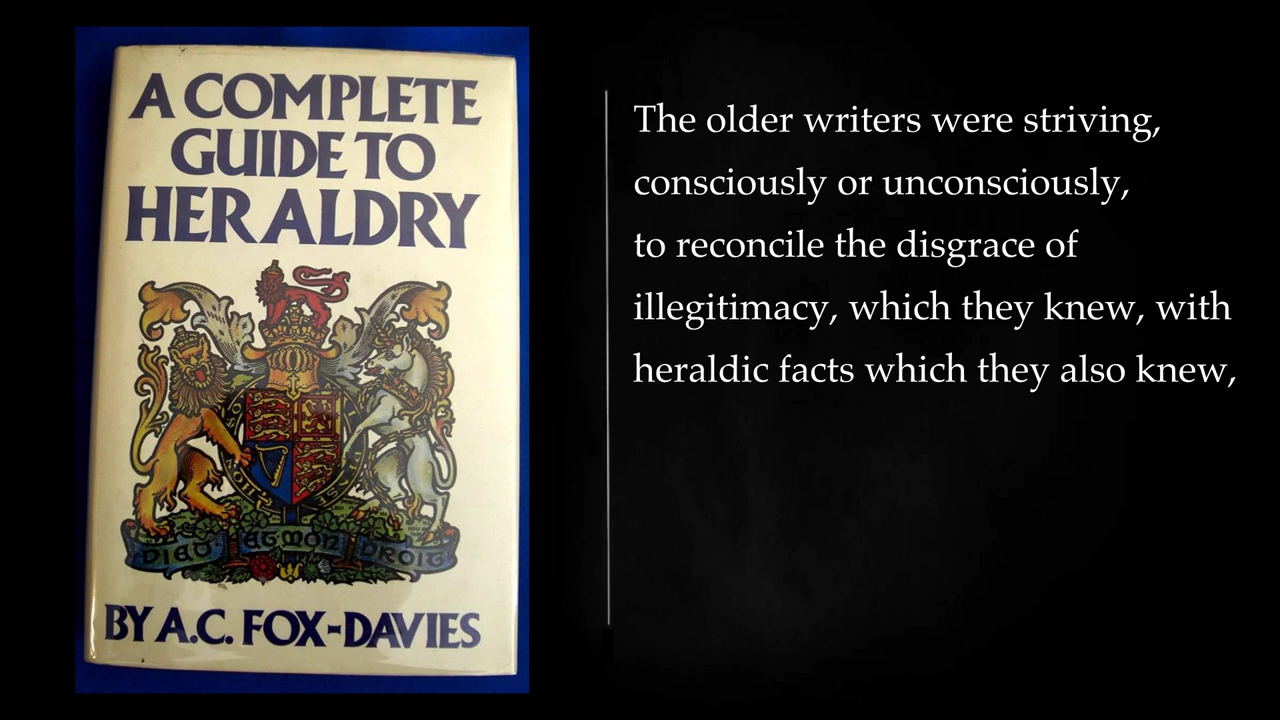 A COMPLETE
GUIDE TO
HERALDRY
DIEU ET MON DROIT
BY A.C. FOX-DAVIES
The older writers were striving,
consciously or unconsciously,
to reconcile the disgrace of
illegitimacy, which they knew, with
heraldic facts which they also knew,